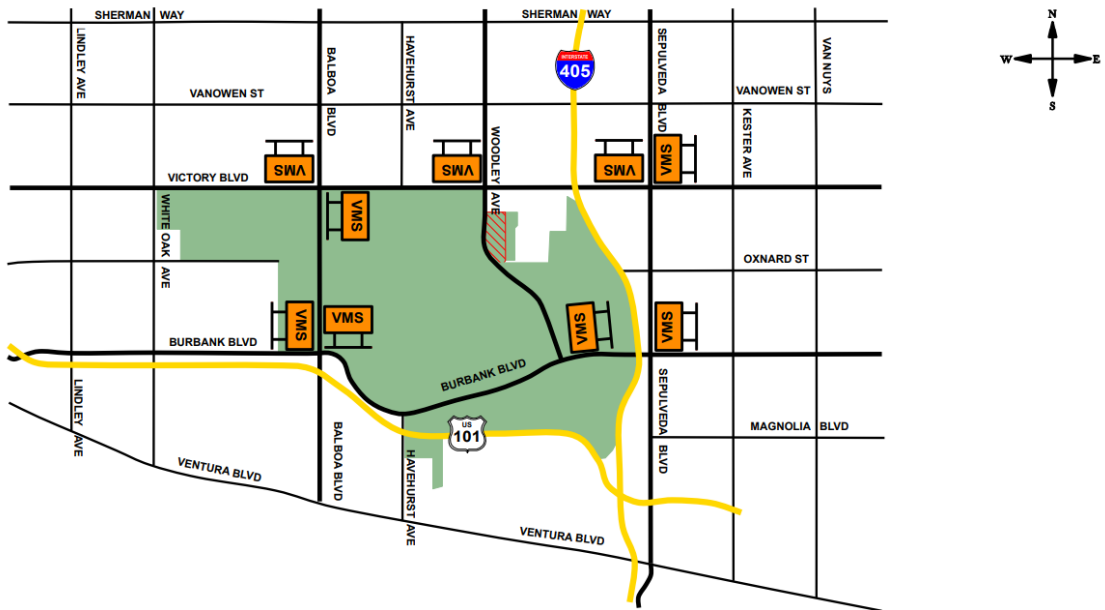 SHERMAN WAY
SHERMAN WAY
N
W E
S
LINDLEY AVE
BALBOA BLVD
HAVEHURST AVE
INTERSTATE
405
SEPULVEDA BLVD
VAN NUYS
VANOWEN ST
VANOWEN ST
KESTER AVE
WOODLEY AVE
VMS
VMS
VMS
VMS
VICTORY BLVD
WHITE OAK AVE
VMS
OXNARD ST
VMS
VMS
VMS
VMS
BURBANK BLVD
BURBANK BLVD
LINDLEY AVE
SEPULVEDA BLVD
BALBOA BLVD
US
101
HAVEHURST AVE
MAGNOLIA BLVD
VENTURA BLVD
VENTURA BLVD